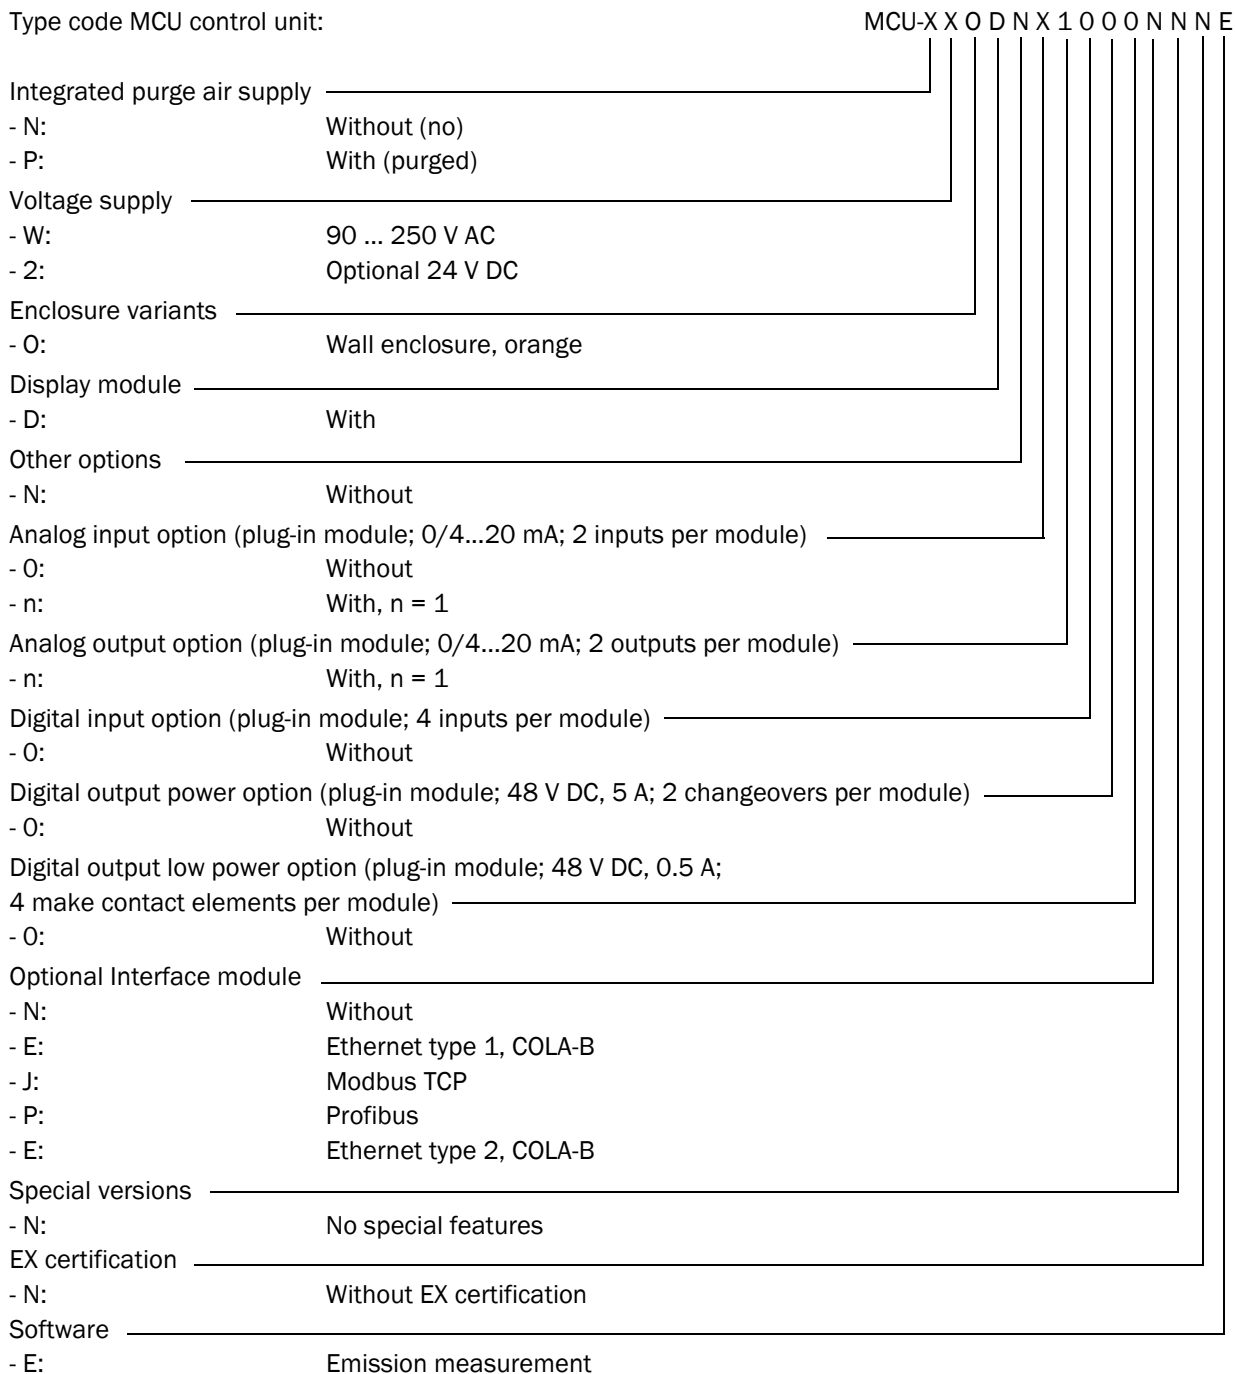 Type code MCU control unit: MCU-X X O D N X 1 0 0 0 N N N E
Integrated purge air supply
- N: Without (no)
- P: With (purged)
Voltage supply
- W: 90 ... 250 V AC
- 2: Optional 24 V DC
Enclosure variants
- O: Wall enclosure, orange
Display module
- D: With
Other options
- N: Without
Analog input option (plug-in module; 0/4...20 mA; 2 inputs per module)
- 0: Without
- n: With, n = 1
Analog output option (plug-in module; 0/4...20 mA; 2 outputs per module)
- n: With, n = 1
Digital input option (plug-in module; 4 inputs per module)
- 0: Without
Digital output power option (plug-in module; 48 V DC, 5 A; 2 changeovers per module)
- 0: Without
Digital output low power option (plug-in module; 48 V DC, 0.5 A;
4 make contact elements per module)
- 0: Without
Optional Interface module
- N: Without
- E: Ethernet type 1, COLA-B
- J: Modbus TCP
- P: Profibus
- E: Ethernet type 2, COLA-B
Special versions
- N: No special features
EX certification
- N: Without EX certification
Software
- E: Emission measurement